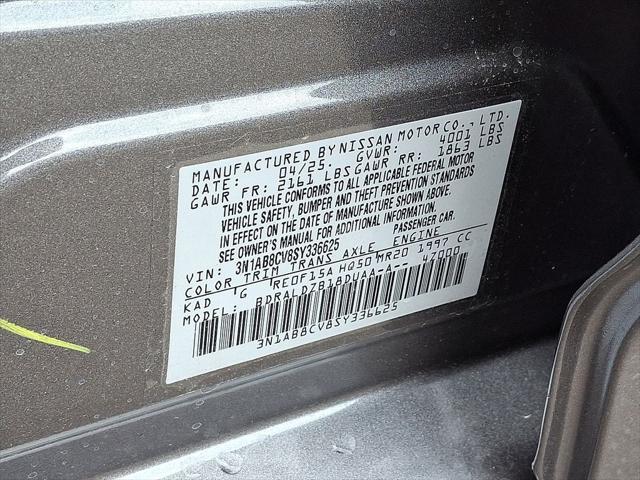 MANUFACTURED BY NISSAN MOTOR CO., LTD.
DATE: 04/25. GVWR: 4001 LBS
GAWR FR: 2161 LBS GAWR RR: 1863 LBS
THIS VEHICLE CONFORMS TO ALL APPLICABLE FEDERAL MOTOR
VEHICLE SAFETY, BUMPER AND THEFT PREVENTION STANDARDS
IN EFFECT ON THE DATE OF MANUFACTURE SHOWN ABOVE.
SEE OWNER'S MANUAL FOR ADDITIONAL INFORMATION.
VIN: 3N1AB8CV8SY336625 PASSENGER CAR.
COLOR TRIM TRANS AXLE ENGINE
KAD 'G RE0F15A HQ50 MR20 1997 CC
MODEL: BDRALDZB18DUAA-A-- 47000
3N1AB8CV8SY336625